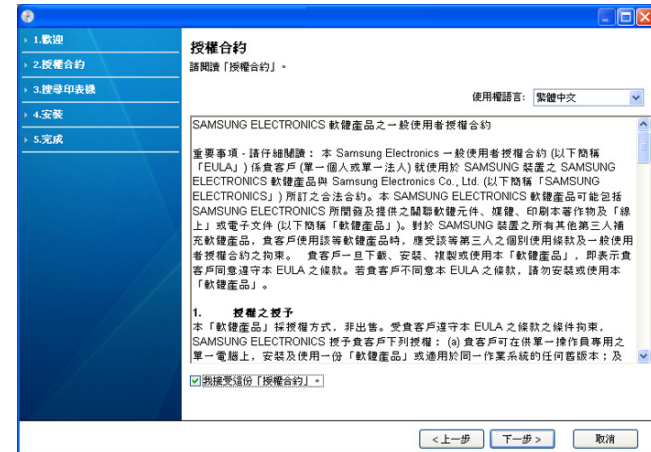 1.歡迎
2.授權合約
3.搜尋印表機
4.安裝
5.完成
授權合約
請閱讀「授權合約」。
使用權語言: 繁體中文
SAMSUNG ELECTRONICS 軟體產品之一般使用者授權合約
重要事項 - 請仔細閱讀： 本 Samsung Electronics 一般使用者授權合約 (以下簡稱
「EULA」) 係貴客戶 (單一個人或單一法人) 就使用於 SAMSUNG 裝置之 SAMSUNG
ELECTRONICS 軟體產品與 Samsung Electronics Co., Ltd. (以下簡稱「SAMSUNG
ELECTRONICS」) 所訂之合法合約。本 SAMSUNG ELECTRONICS 軟體產品可能包括
SAMSUNG ELECTRONICS 所開發及提供之關聯軟體元件、媒體、印刷本著作物及「線
上」或電子文件 (以下簡稱「軟體產品」)。對於 SAMSUNG 裝置之所有其他第三人補
充軟體產品，貴客戶使用該等軟體產品時，應受該等第三人之個別使用條款及一般使用
者授權合約之拘束。 貴客戶一旦下載、安裝、複製或使用本「軟體產品」，即表示貴
客戶同意遵守本 EULA 之條款。若貴客戶不同意本 EULA 之條款，請勿安裝或使用本
「軟體產品」。
1. 授權之授予
本「軟體產品」採授權方式，非出售。受貴客戶遵守本 EULA 之條款之條件拘束，
SAMSUNG ELECTRONICS 授予貴客戶下列授權： (a) 貴客戶可在供單一操作員專用之
單一電腦上，安裝及使用一份「軟體產品」或適用於同一作業系統的任何舊版本；及
我接受這份「授權合約」。
<上一步 下一步> 取消